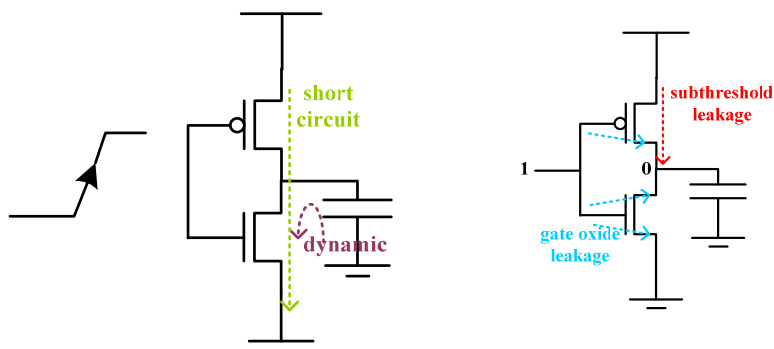 short
circuit
dynamic
subthreshold
leakage
1
0
gate oxide
leakage